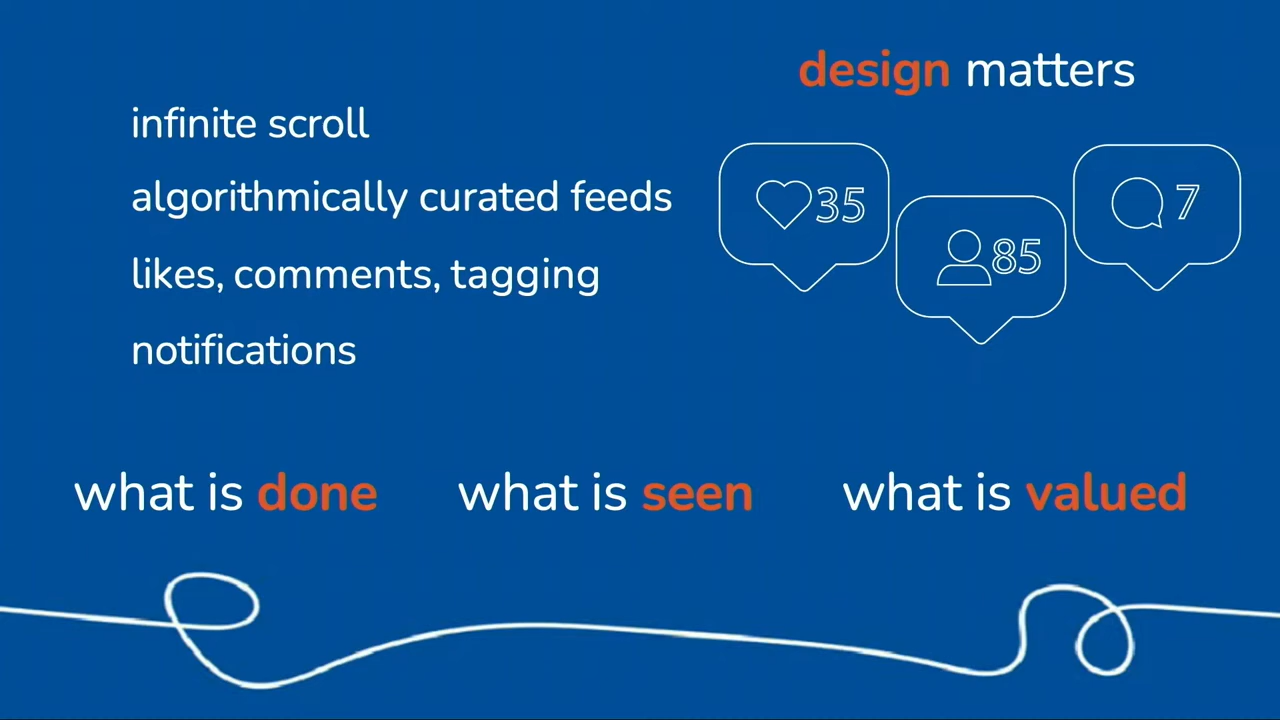 design matters
infinite scroll
algorithmically curated feeds
likes, comments, tagging
notifications
35
85
7
what is done
what is seen
what is valued